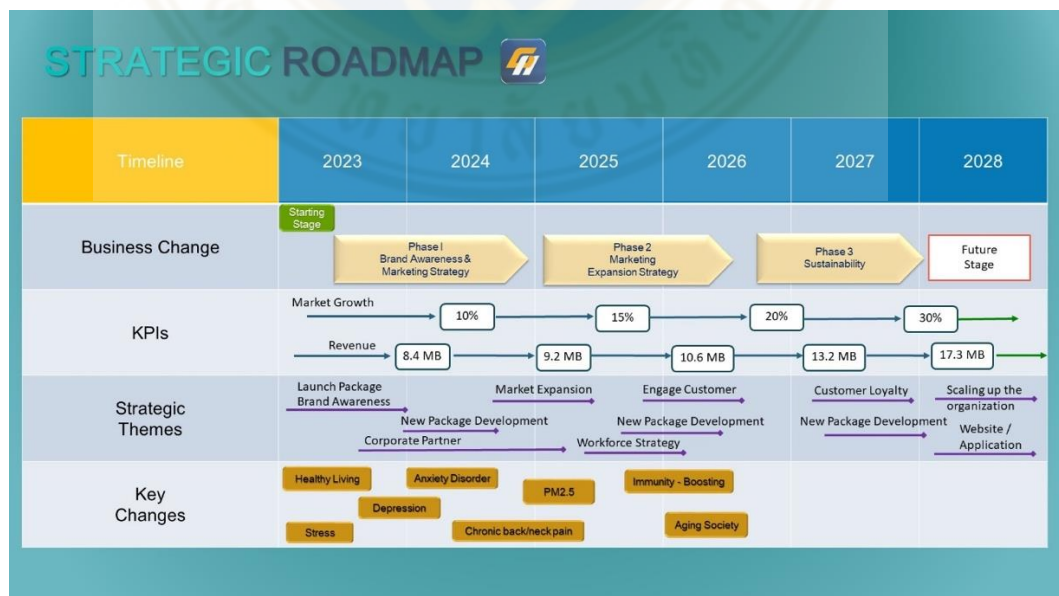 STRATEGIC ROADMAP
Timeline
2023
2024
2025
2026
2027
2028
Business Change
Starting
Stage
Phase I
Brand Awareness &
Marketing Strategy
Phase 2
Marketing
Expansion Strategy
Phase 3
Sustainability
Future
Stage
KPIs
Market Growth
10%
15%
20%
30%
Revenue
8.4 MB
9.2 MB
10.6 MB
13.2 MB
17.3 MB
Strategic
Themes
Launch Package
Brand Awareness
Market Expansion
Engage Customer
Customer Loyalty
Scaling up the
organization
New Package Development
New Package Development
New Package Development
Corporate Partner
Workforce Strategy
Website /
Application
Key
Changes
Healthy Living
Anxiety Disorder
PM2.5
Immunity - Boosting
Depression
Stress
Chronic back/neck pain
Aging Society